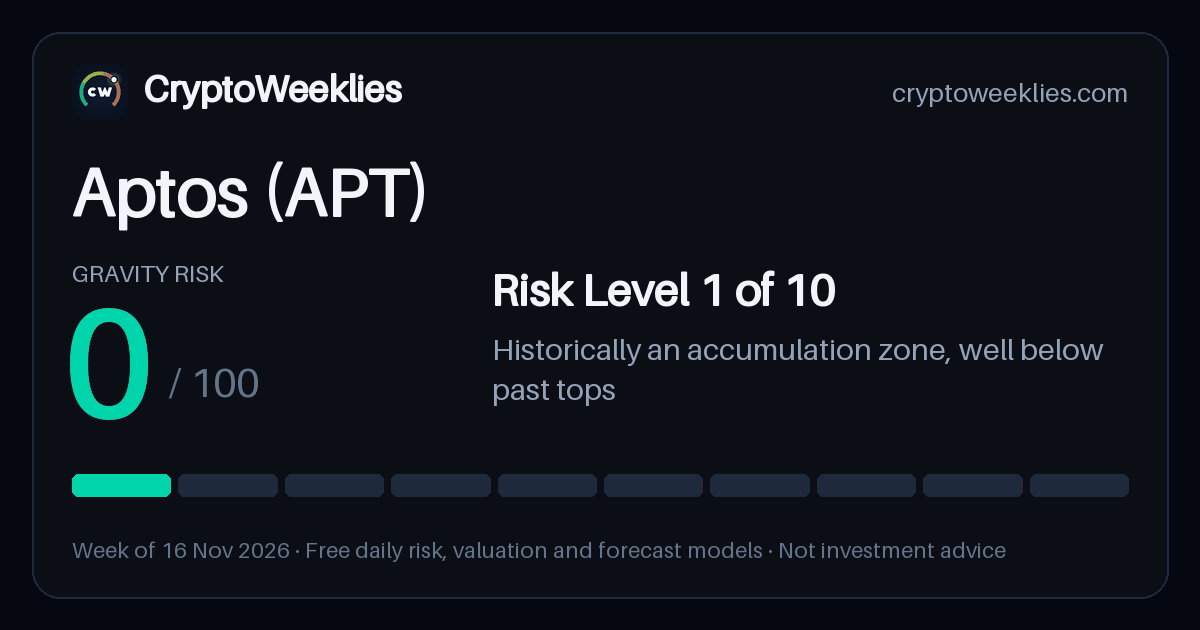 CW
CryptoWeeklies
cryptoweeklies.com
Aptos (APT)
GRAVITY RISK
0 / 100
Risk Level 1 of 10
Historically an accumulation zone, well below
past tops
Week of 16 Nov 2026 · Free daily risk, valuation and forecast models · Not investment advice